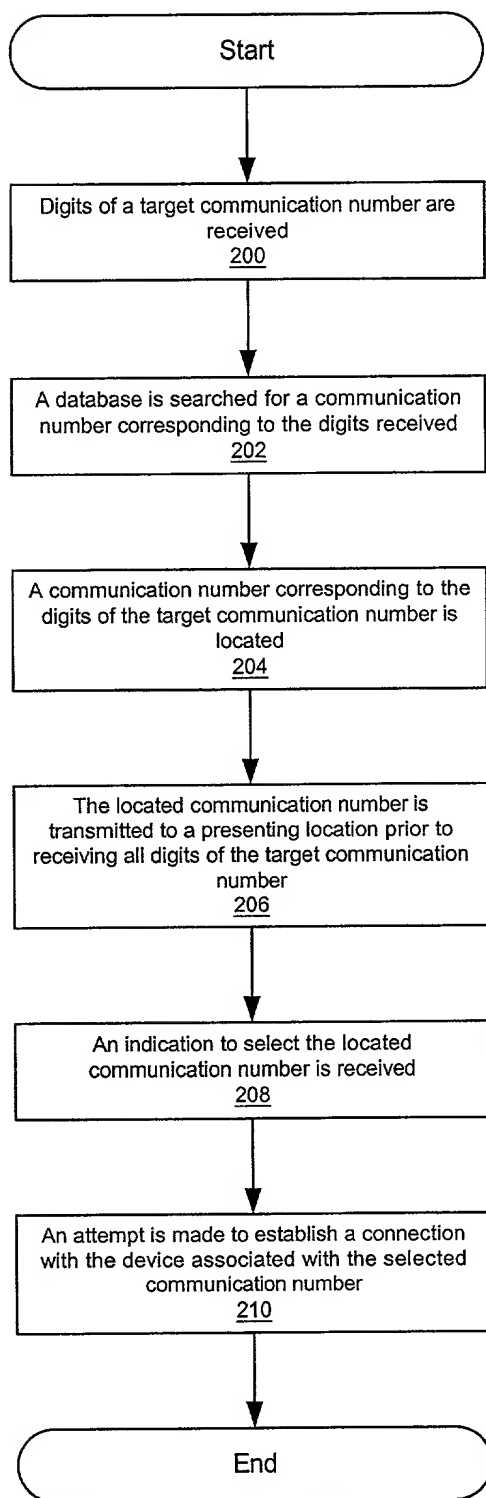 Start
Digits of a target communication number are
received
200
A database is searched for a communication
number corresponding to the digits received
202
A communication number corresponding to the
digits of the target communication number is
located
204
The located communication number is
transmitted to a presenting location prior to
receiving all digits of the target communication
number
206
An indication to select the located
communication number is received
208
An attempt is made to establish a connection
with the device associated with the selected
communication number
210
End